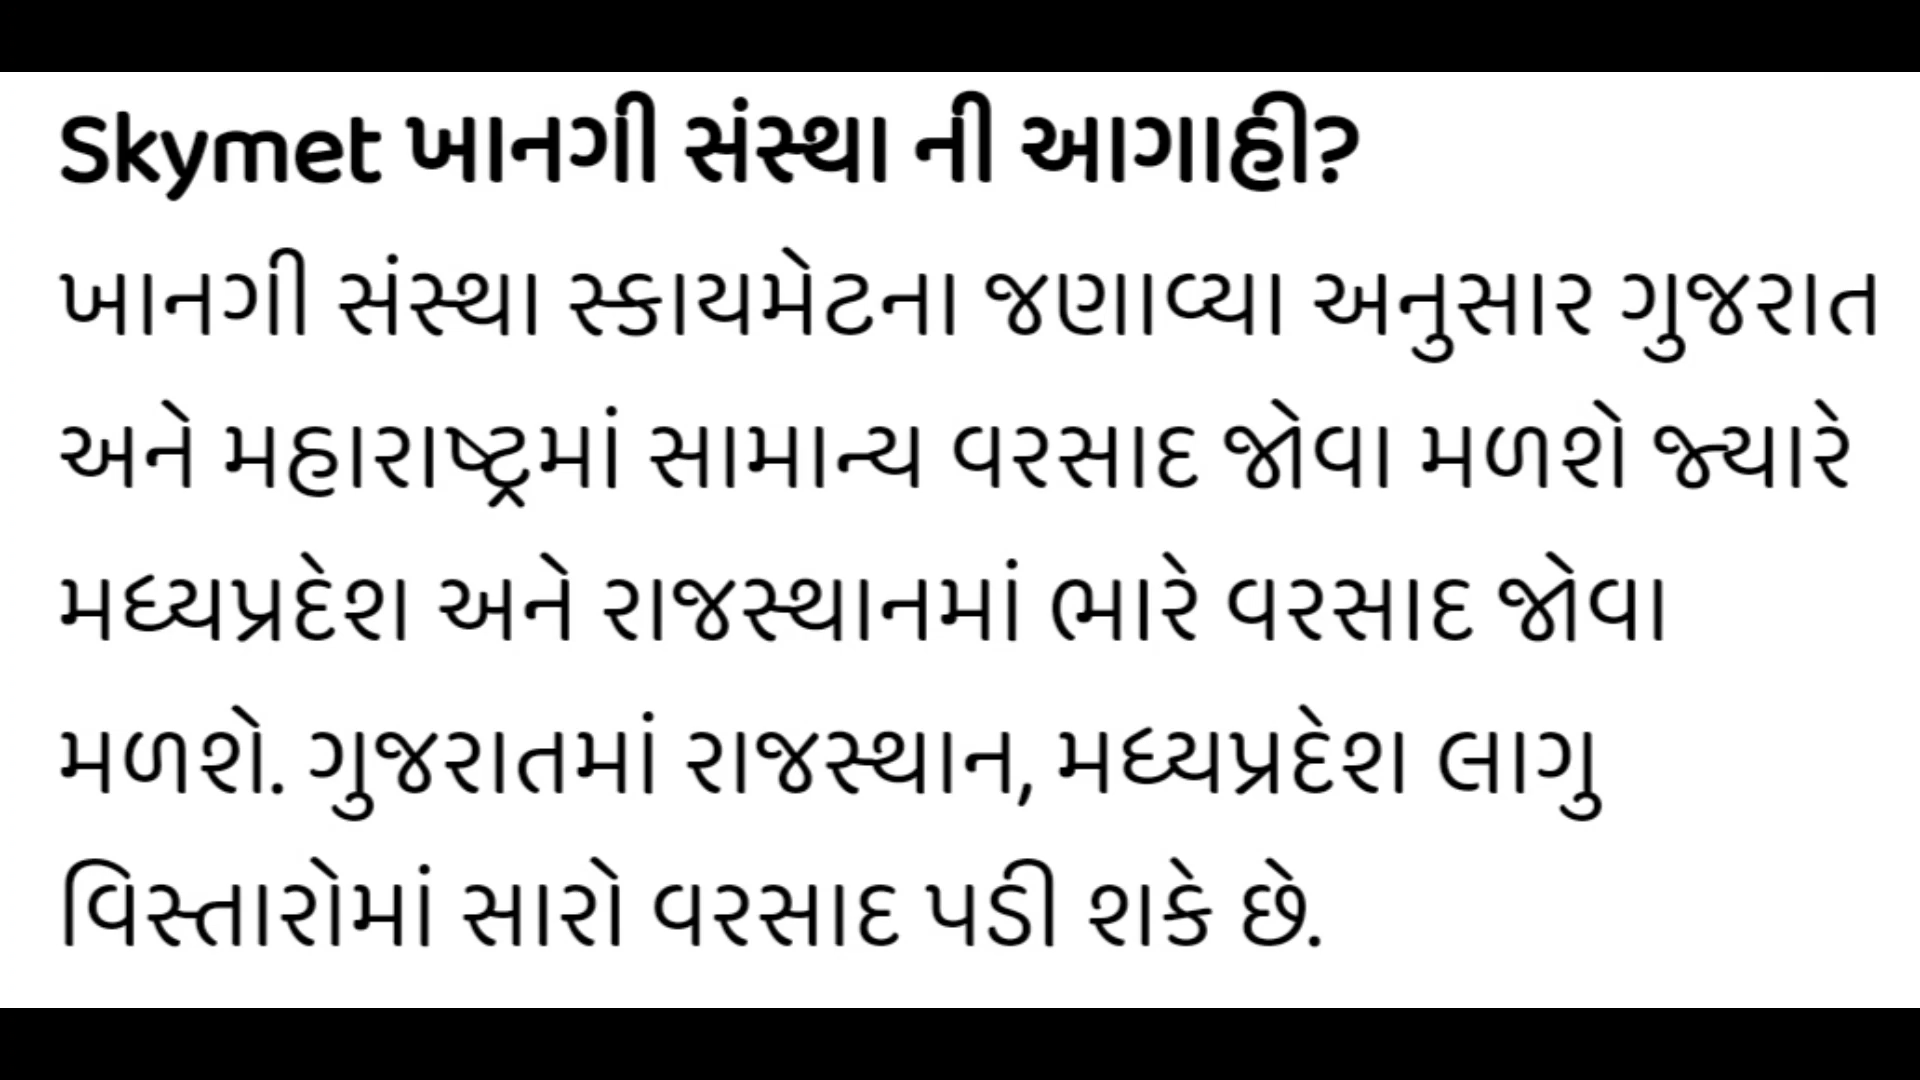 Skymet ખાનગી સંસ્થા ની આગાહી?
ખાનગી સંસ્થા સ્કાયમેટના જણાવ્યા અનુસાર ગુજરાત
અને મહારાષ્ટ્રમાં સામાન્ય વરસાદ જોવા મળશે જ્યારે
મધ્યપ્રદેશ અને રાજસ્થાનમાં ભારે વરસાદ જોવા
મળશે. ગુજરાતમાં રાજસ્થાન, મધ્યપ્રદેશ લાગુ
વિસ્તારોમાં સારો વરસાદ પડી શકે છે.